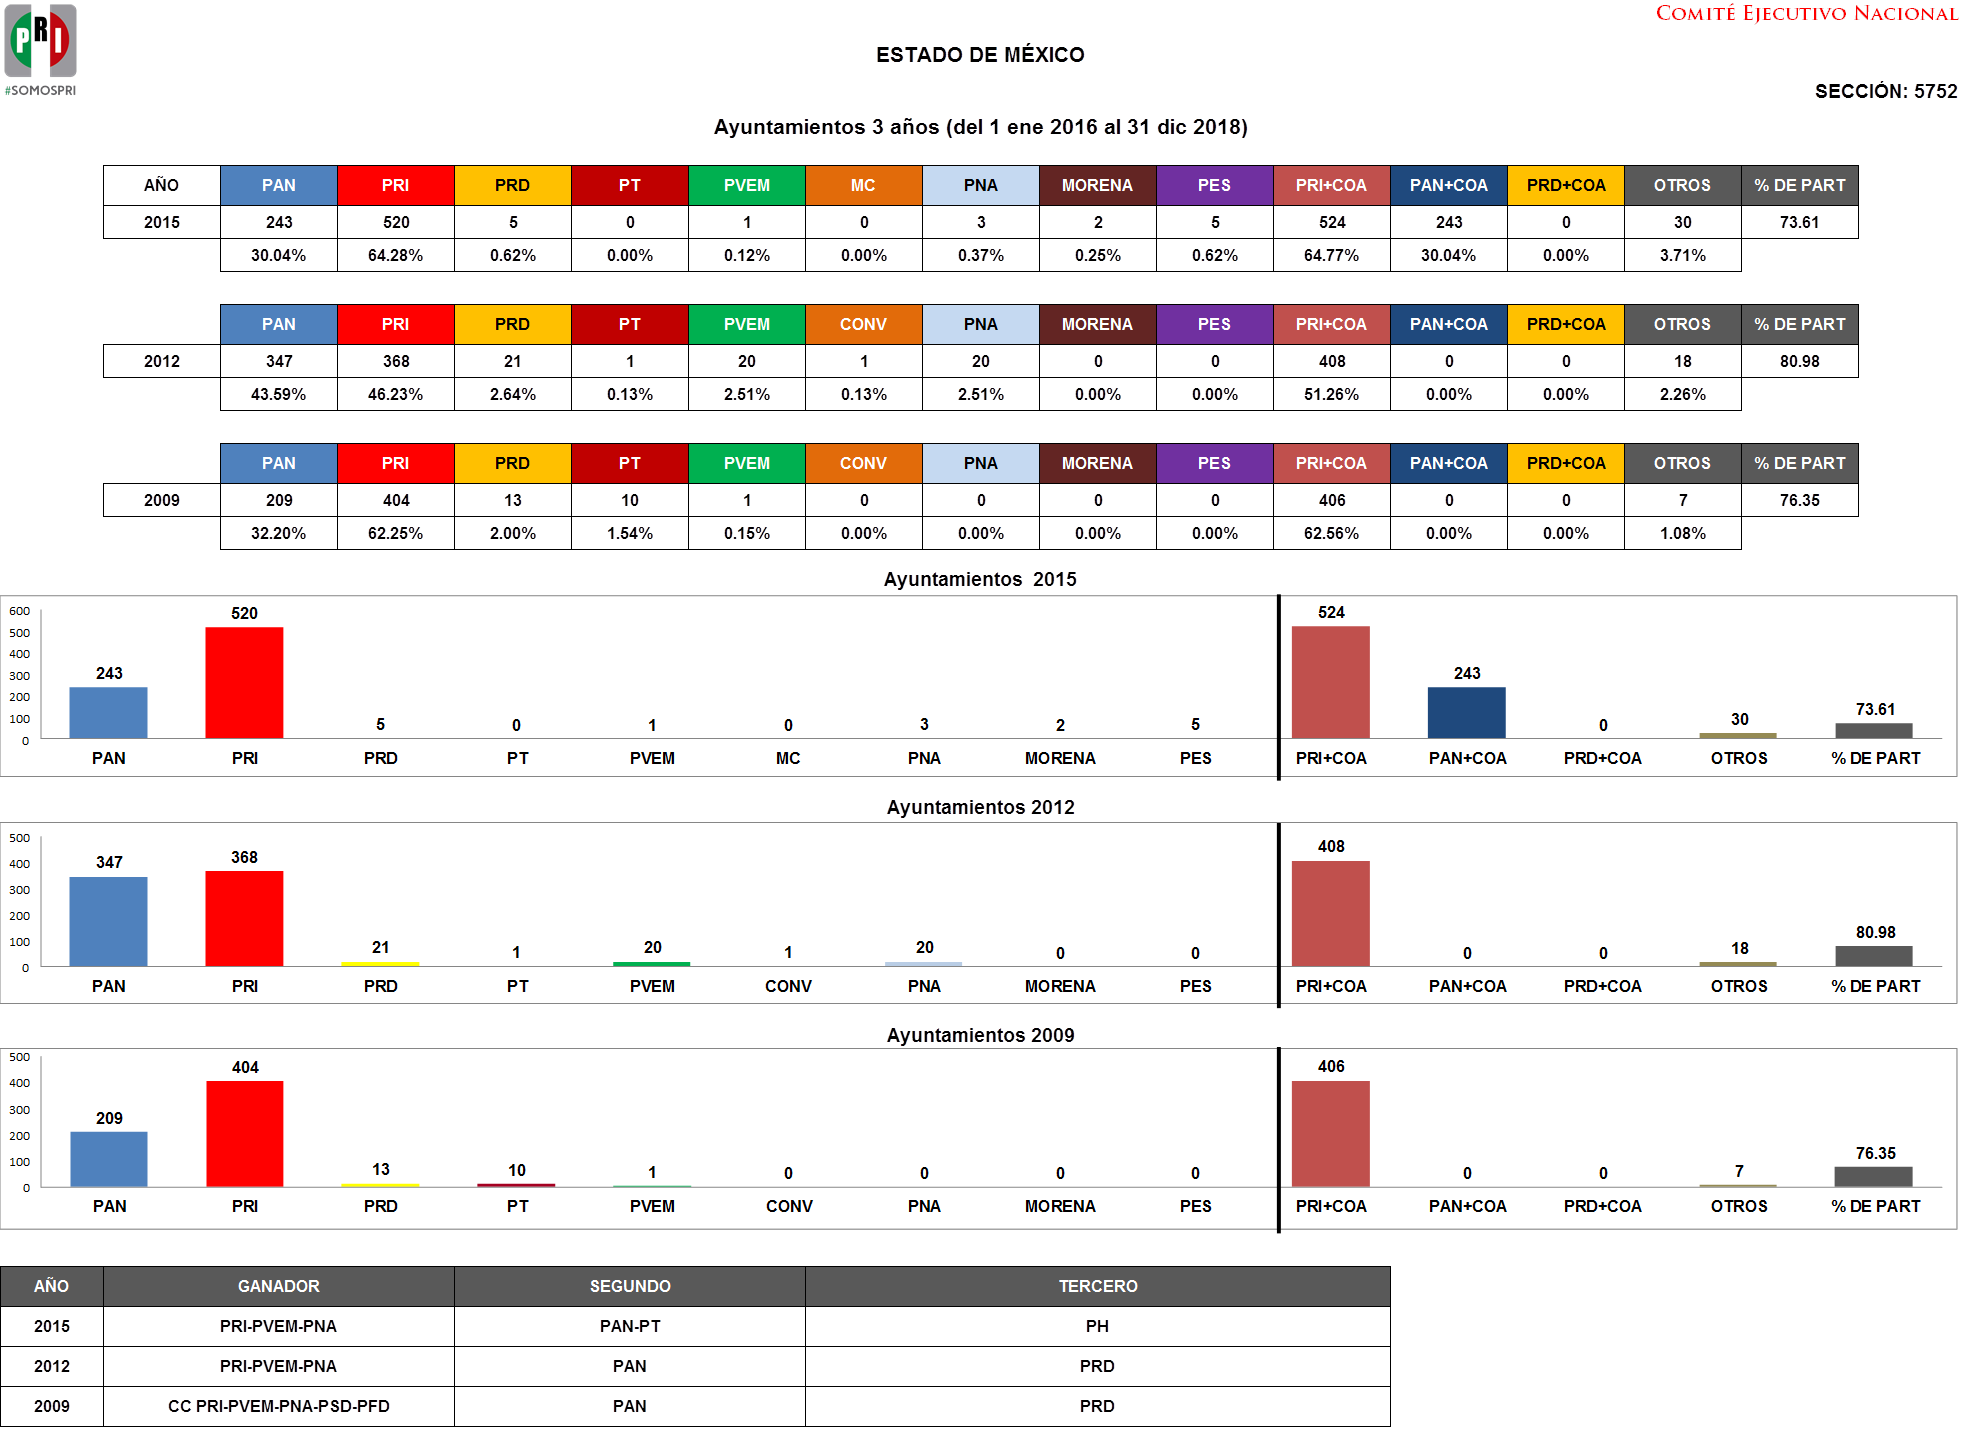 COMITÉ EJECUTIVO NACIONAL
PRI
#SOMOSPRI
ESTADO DE MÉXICO
SECCIÓN: 5752
Ayuntamientos 3 años (del 1 ene 2016 al 31 dic 2018)
AÑO PAN PRI PRD PT PVEM MC PNA MORENA PES PRI+COA PAN+COA PRD+COA OTROS % DE PART
2015 243 520 5 0 1 0 3 2 5 524 243 0 30 73.61
30.04% 64.28% 0.62% 0.00% 0.12% 0.00% 0.37% 0.25% 0.62% 64.77% 30.04% 0.00% 3.71%
PAN PRI PRD PT PVEM CONV PNA MORENA PES PRI+COA PAN+COA PRD+COA OTROS % DE PART
2012 347 368 21 1 20 1 20 0 0 408 0 0 18 80.98
43.59% 46.23% 2.64% 0.13% 2.51% 0.13% 2.51% 0.00% 0.00% 51.26% 0.00% 0.00% 2.26%
PAN PRI PRD PT PVEM CONV PNA MORENA PES PRI+COA PAN+COA PRD+COA OTROS % DE PART
2009 209 404 13 10 1 0 0 0 0 406 0 0 7 76.35
32.20% 62.25% 2.00% 1.54% 0.15% 0.00% 0.00% 0.00% 0.00% 62.56% 0.00% 0.00% 1.08%
Ayuntamientos 2015
600
500
400
300
200
100
0
243 520 5 0 1 0 3 2 5 524 243 0 30 73.61
PAN PRI PRD PT PVEM MC PNA MORENA PES PRI+COA PAN+COA PRD+COA OTROS % DE PART
Ayuntamientos 2012
500
400
300
200
100
0
347 368 21 1 20 1 20 0 0 408 0 0 18 80.98
PAN PRI PRD PT PVEM CONV PNA MORENA PES PRI+COA PAN+COA PRD+COA OTROS % DE PART
Ayuntamientos 2009
500
400
300
200
100
0
209 404 13 10 1 0 0 0 0 406 0 0 7 76.35
PAN PRI PRD PT PVEM CONV PNA MORENA PES PRI+COA PAN+COA PRD+COA OTROS % DE PART
AÑO GANADOR SEGUNDO TERCERO
2015 PRI-PVEM-PNA PAN-PT PH
2012 PRI-PVEM-PNA PAN PRD
2009 CC PRI-PVEM-PNA-PSD-PFD PAN PRD